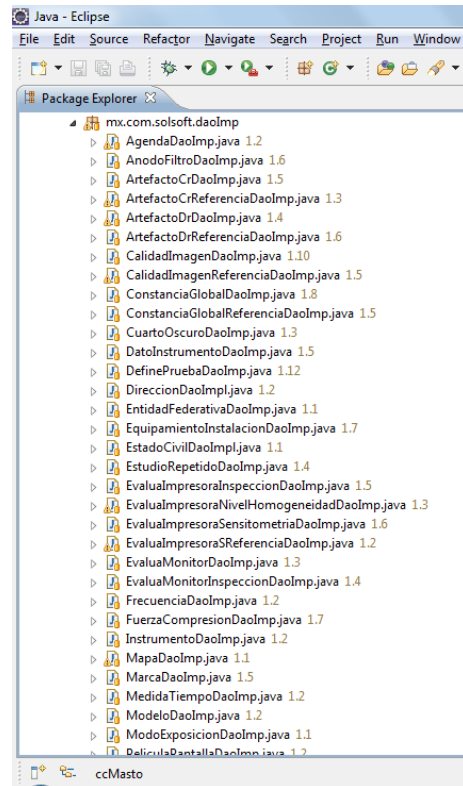 Java - Eclipse
File Edit Source Refactor Navigate Search Project Run Window
Package Explorer
mx.com.solsoft.daoImp
AgendaDaoImp.java 1.2
AnodoFiltroDaoImp.java 1.6
ArtefactoCrDaoImp.java 1.5
ArtefactoCrReferenciaDaoImp.java 1.3
ArtefactoDrDaoImp.java 1.4
ArtefactoDrReferenciaDaoImp.java 1.6
CalidadImagenDaoImp.java 1.10
CalidadImagenReferenciaDaoImp.java 1.5
ConstanciaGlobalDaoImp.java 1.8
ConstanciaGlobalReferenciaDaoImp.java 1.5
CuartoOscuroDaoImp.java 1.3
DatoInstrumentoDaoImp.java 1.5
DefinePruebaDaoImp.java 1.12
DireccionDaoImpl.java 1.2
EntidadFederativaDaoImp.java 1.1
EquipamientoInstalacionDaoImp.java 1.7
EstadoCivilDaoImpl.java 1.1
EstudioRepetidoDaoImp.java 1.4
EvaluaImpresoraInspeccionDaoImp.java 1.5
EvaluaImpresoraNivelHomogeneidadDaoImp.java 1.3
EvaluaImpresoraSensitometriaDaoImp.java 1.6
EvaluaImpresoraSReferenciaDaoImp.java 1.2
EvaluaMonitorDaoImp.java 1.3
EvaluaMonitorInspeccionDaoImp.java 1.4
FrecuenciaDaoImp.java 1.2
FuerzaCompresionDaoImp.java 1.7
InstrumentoDaoImp.java 1.2
MapaDaoImp.java 1.1
MarcaDaoImp.java 1.5
MedidaTiempoDaoImp.java 1.2
ModeloDaoImp.java 1.2
ModoExposicionDaoImp.java 1.1
PeliculaPantallaDaoImp.java 1.2
ccMasto